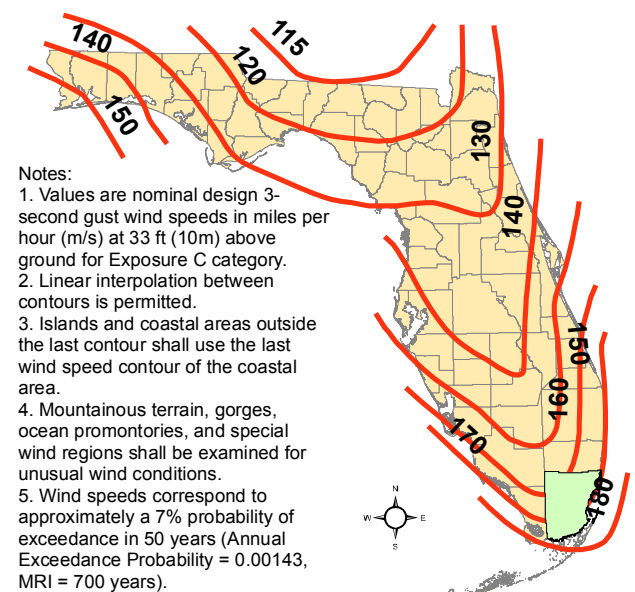 115
140
120
150
130
140
150
160
170
180
Notes:
1. Values are nominal design 3-
second gust wind speeds in miles per
hour (m/s) at 33 ft (10m) above
ground for Exposure C category.
2. Linear interpolation between
contours is permitted.
3. Islands and coastal areas outside
the last contour shall use the last
wind speed contour of the coastal
area.
4. Mountainous terrain, gorges,
ocean promontories, and special
wind regions shall be examined for
unusual wind conditions.
5. Wind speeds correspond to
approximately a 7% probability of
exceedance in 50 years (Annual
Exceedance Probability = 0.00143,
MRI = 700 years).
N
W E
S